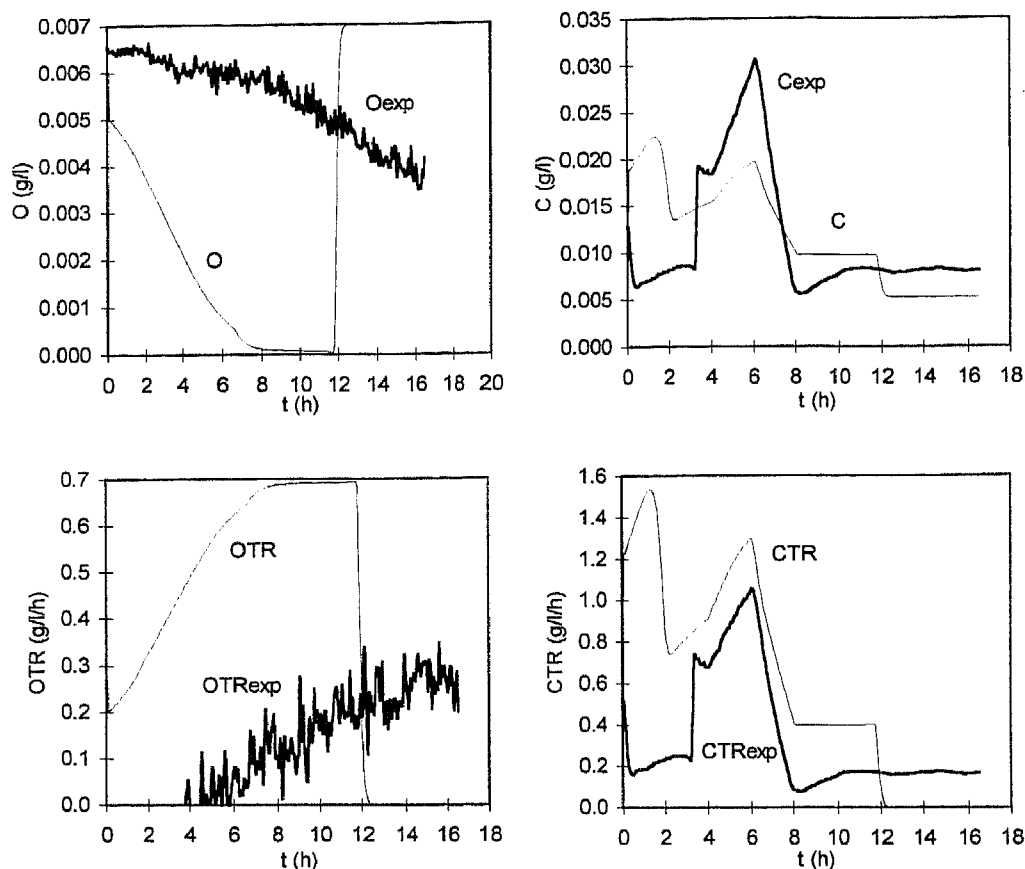 0.007
0.006
0.005
0.004
0.003
0.002
0.001
0.000
O (g/l)
Oexp
O
0 2 4 6 8 10 12 14 16 18 20
t (h)
0.035
0.030
0.025
0.020
0.015
0.010
0.005
0.000
C (g/l)
Cexp
C
0 2 4 6 8 10 12 14 16 18
t (h)
0.7
0.6
0.5
0.4
0.3
0.2
0.1
0.0
OTR (g/l/h)
OTR
OTRexp
0 2 4 6 8 10 12 14 16 18
t (h)
1.6
1.4
1.2
1.0
0.8
0.6
0.4
0.2
0.0
CTR (g/l/h)
CTR
CTRexp
0 2 4 6 8 10 12 14 16 18
t (h)